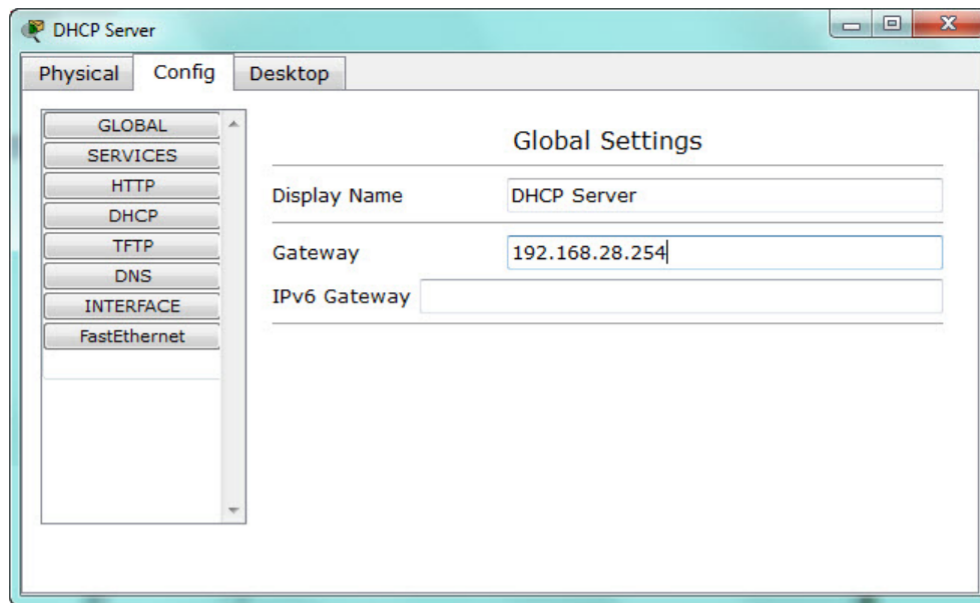 DHCP Server
Physical
Config
Desktop
GLOBAL
SERVICES
HTTP
DHCP
TFTP
DNS
INTERFACE
FastEthernet
Global Settings
Display Name DHCP Server
Gateway 192.168.28.254
IPv6 Gateway